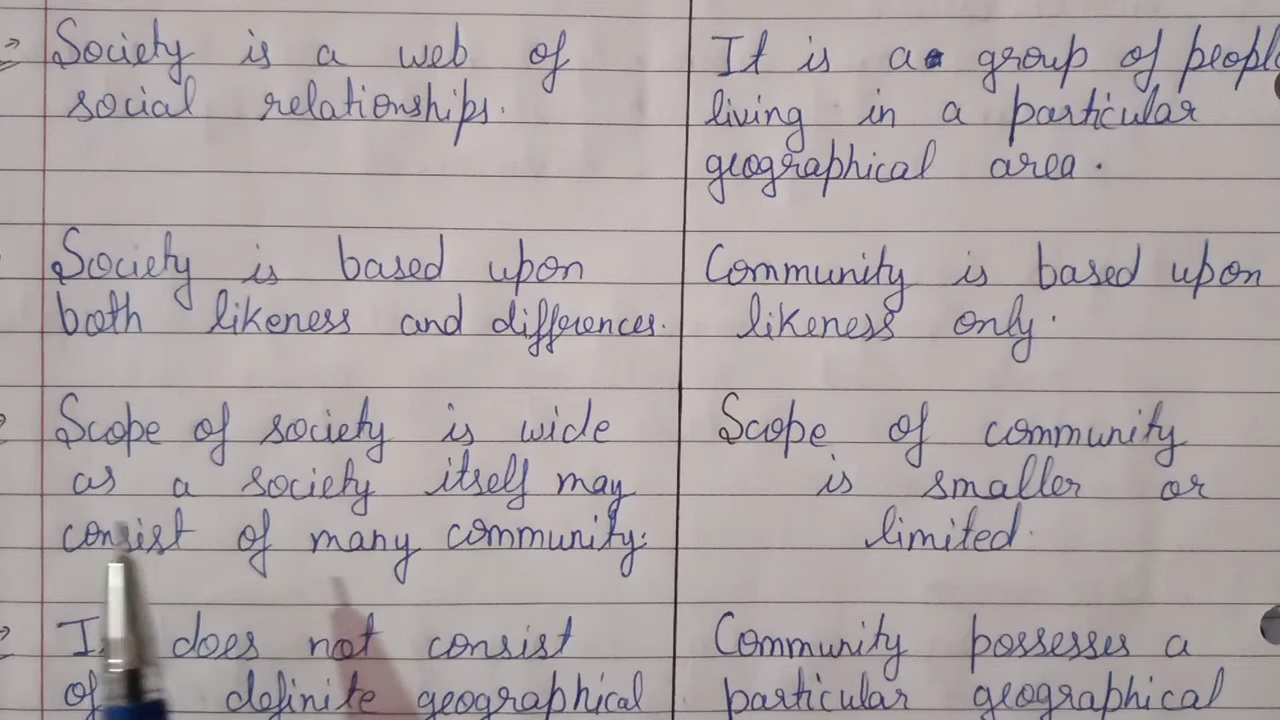 Society is a web of
social relationships.
It is a group of people
living in a particular
geographical area.
Society is based upon
both likeness and differences.
Community is based upon
likeness only.
Scope of society is wide
as a society itself may
consist of many community.
Scope of community
is smaller or
limited.
does not consist
of definite geographical
Community possesses a
particular geographical